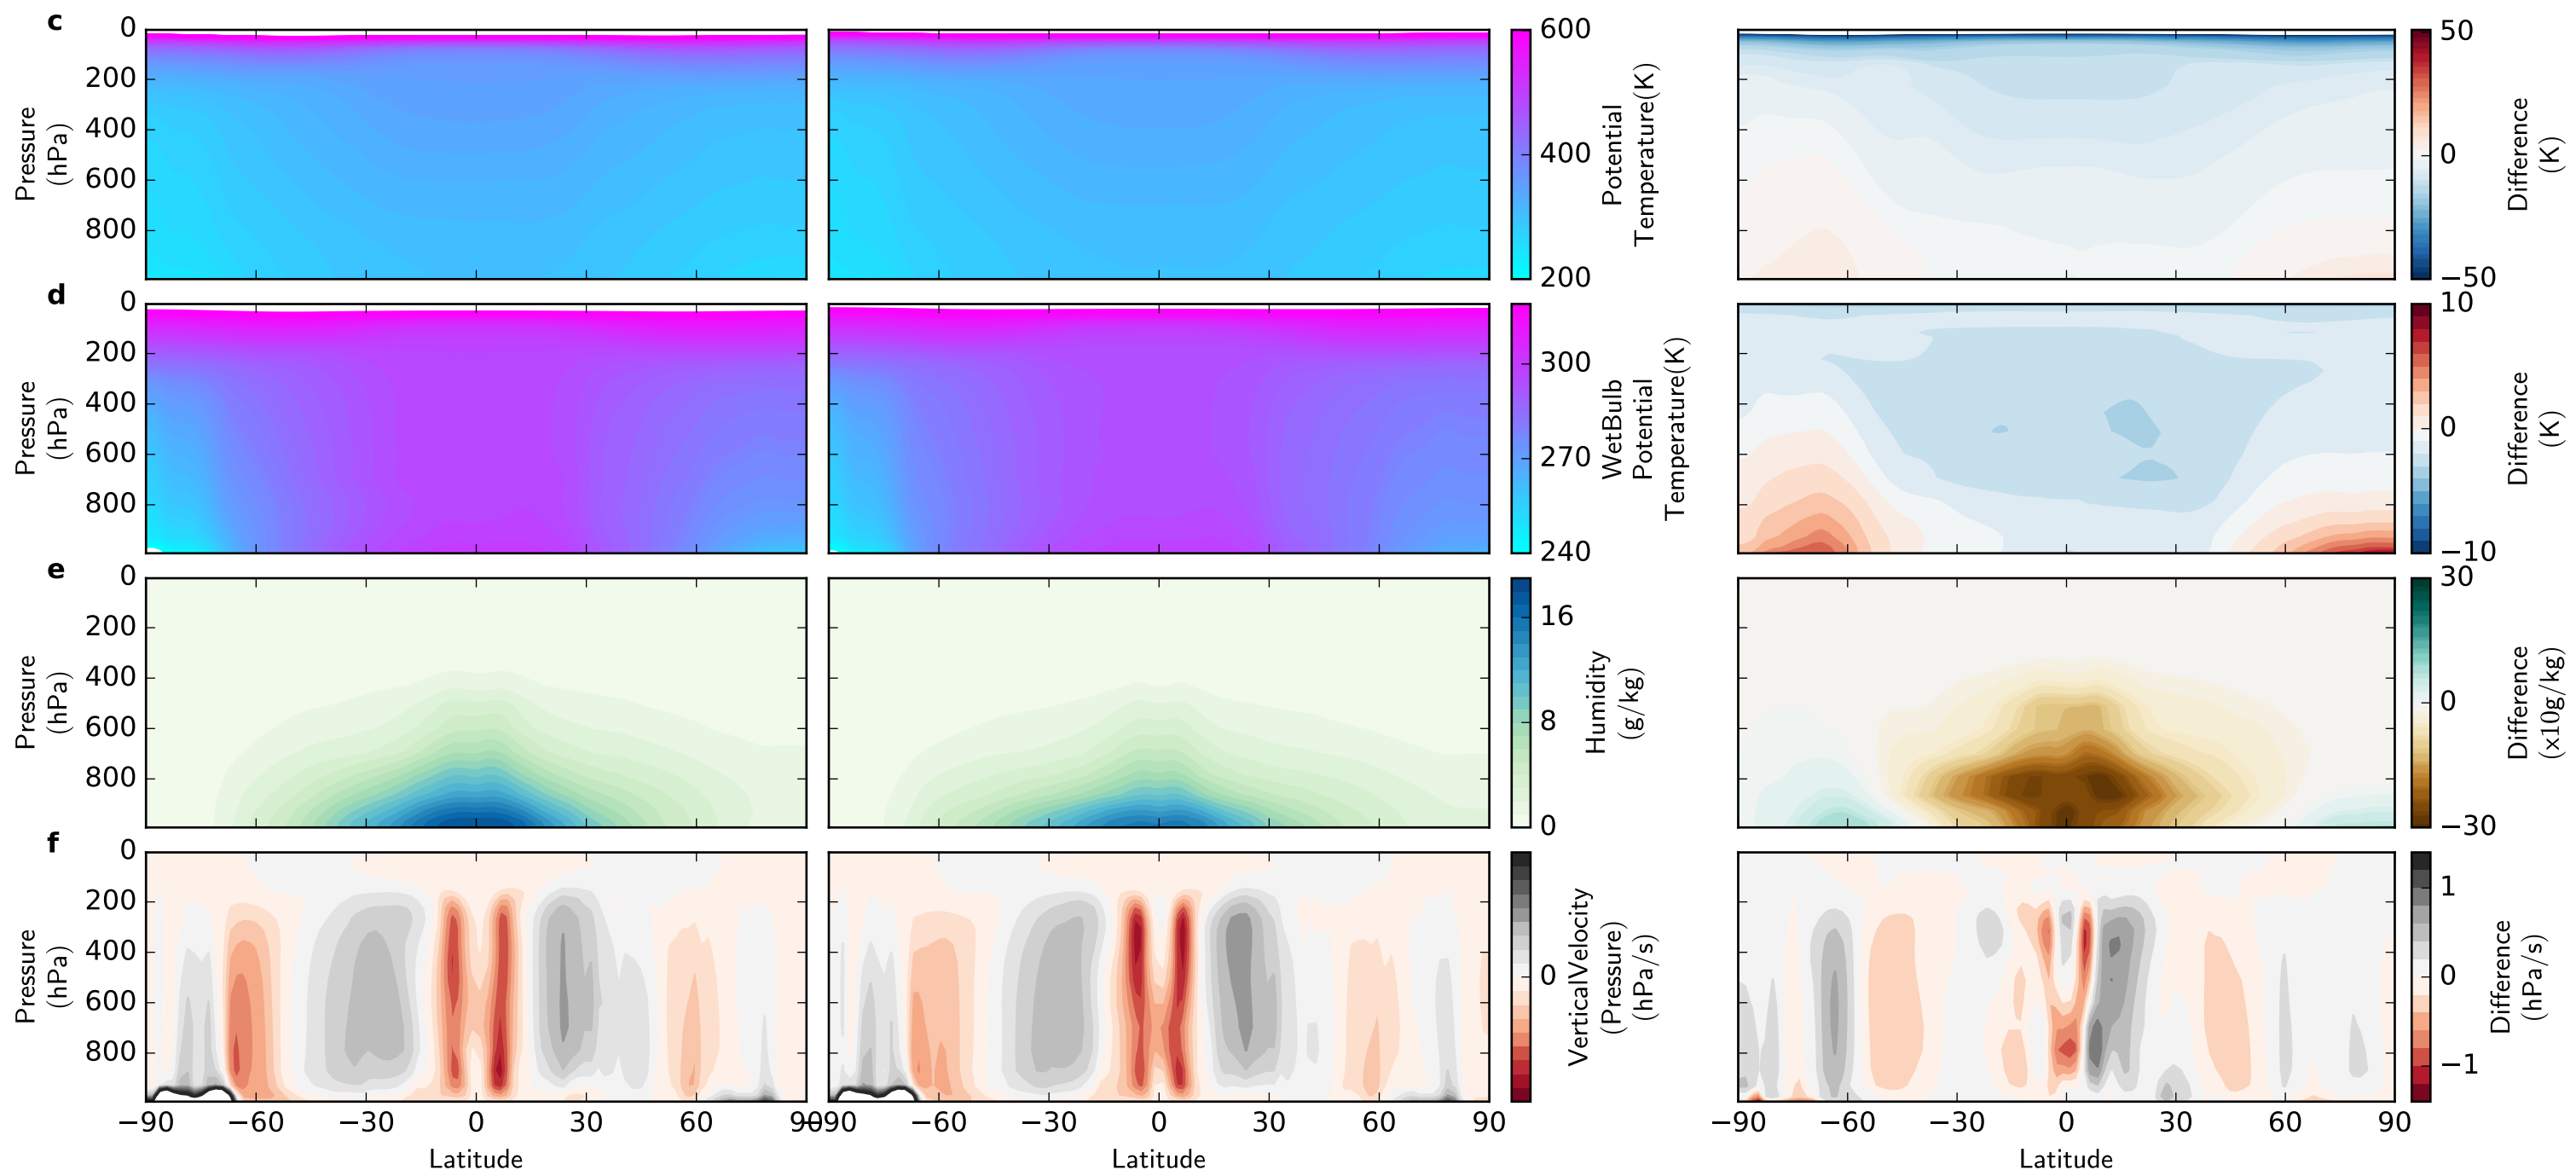 c
0
200
400
600
800
Pressure
(hPa)
600
400
200
Potential
Temperature(K)
50
0
−50
Difference
(K)
d
0
200
400
600
800
Pressure
(hPa)
300
270
240
WetBulb
Potential
Temperature(K)
10
0
−10
Difference
(K)
e
0
200
400
600
800
Pressure
(hPa)
16
8
0
Humidity
(g/kg)
30
0
−30
Difference
(x10g/kg)
f
0
200
400
600
800
Pressure
(hPa)
0
VerticalVelocity
(Pressure)
(hPa/s)
1
0
−1
Difference
(hPa/s)
−90 −60 −30 0 30 60 90
−90 −60 −30 0 30 60 90
−90 −60 −30 0 30 60 90
Latitude
Latitude
Latitude